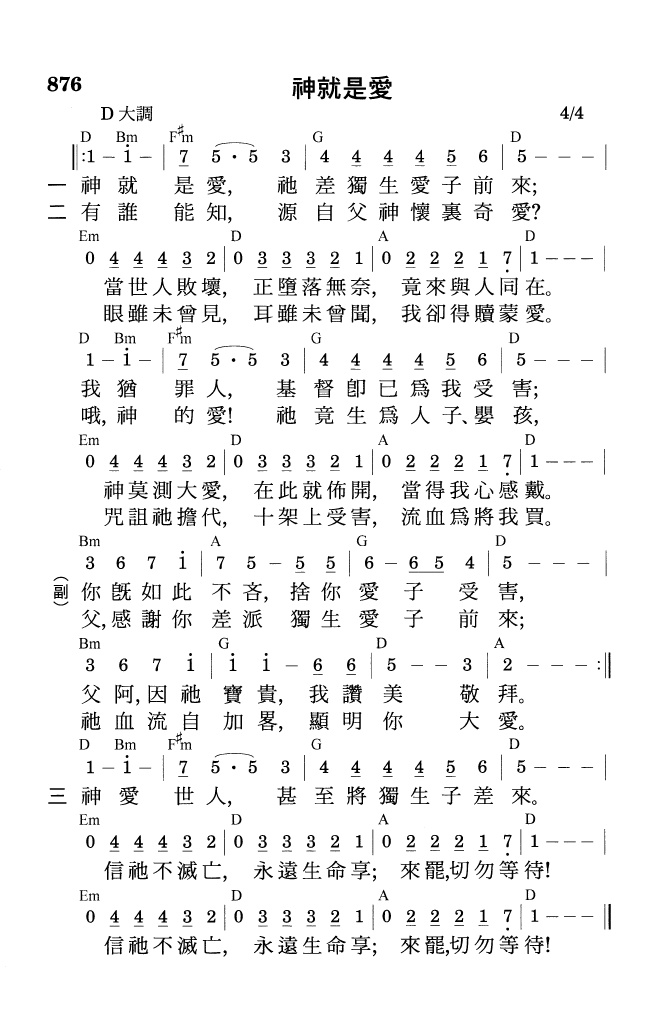 876
神就是愛
D 大調 4/4
D Bm F♯m G D
‖:1 – i – | 7 5 · 5 3 | 4 4 4 4 5 6 | 5 – – – |
一 神就 是愛, 祂差獨生愛子前來;
二 有誰 能知, 源自父神懷裏奇愛?
Em D A D
0 4 4 4 3 2 | 0 3 3 3 2 1 | 0 2 2 2 1 7 | 1 – – – |
當世人敗壞, 正墮落無奈, 竟來與人同在。
眼雖未曾見, 耳雖未曾聞, 我卻得贖蒙愛。
D Bm F♯m G D
1 – i – | 7 5 · 5 3 | 4 4 4 4 5 6 | 5 – – – |
我猶 罪人, 基督卽已爲我受害;
哦,神 的愛! 祂竟生爲人子、嬰孩,
Em D A D
0 4 4 4 3 2 | 0 3 3 3 2 1 | 0 2 2 2 1 7 | 1 – – – |
神莫測大愛, 在此就佈開, 當得我心感戴。
咒詛祂擔代, 十架上受害, 流血爲將我買。
Bm A G D
3 6 7 i | 7 5 – 5 5 | 6 – 6 5 4 | 5 – – – |
(副) 你旣如此不吝, 捨你愛子受害,
父,感謝你差派獨生愛子前來;
Bm G D A
3 6 7 i | i i – 6 6 | 5 – – 3 | 2 – – – :‖
父阿,因祂寶貴, 我讚美 敬拜。
祂血流自加畧, 顯明你 大愛。
D Bm F♯m G D
1 – i – | 7 5 · 5 3 | 4 4 4 4 5 6 | 5 – – – |
三 神愛 世人, 甚至將獨生子差來。
Em D A D
0 4 4 4 3 2 | 0 3 3 3 2 1 | 0 2 2 2 1 7 | 1 – – – |
信祂不滅亡, 永遠生命享; 來罷,切勿等待!
Em D A D
0 4 4 4 3 2 | 0 3 3 3 2 1 | 0 2 2 2 1 7 | 1 – – – ‖
信祂不滅亡, 永遠生命享; 來罷,切勿等待!